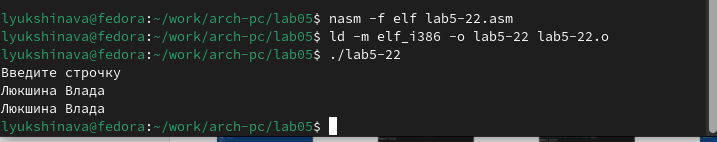 lyukshinava@fedora:~/work/arch-pc/lab05$ nasm -f elf lab5-22.asm
lyukshinava@fedora:~/work/arch-pc/lab05$ ld -m elf_i386 -o lab5-22 lab5-22.o
lyukshinava@fedora:~/work/arch-pc/lab05$ ./lab5-22
Введите строчку
Люкшина Влада
Люкшина Влада
lyukshinava@fedora:~/work/arch-pc/lab05$